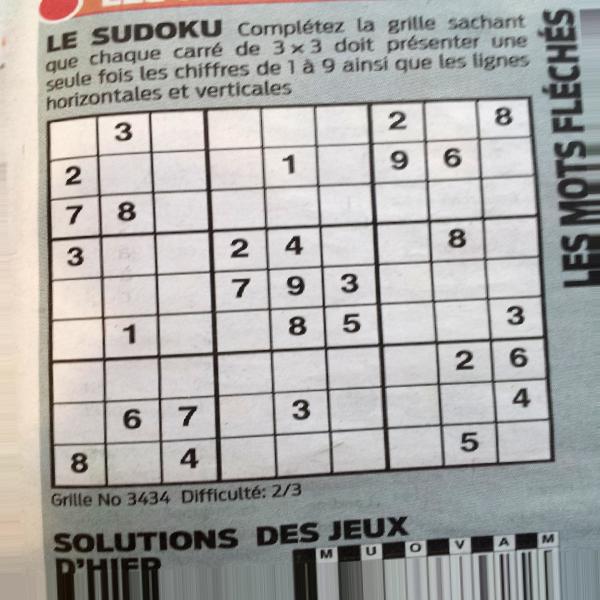 LE SUDOKU Complétez la grille sachant
que chaque carré de 3 x 3 doit présenter une
seule fois les chiffres de 1 à 9 ainsi que les lignes
horizontales et verticales
3 2 8
2 1 9 6
7 8
3 2 4 8
7 9 3
1 8 5 3
2 6
6 7 3 4
8 4 5
Grille No 3434 Difficulté: 2/3
SOLUTIONS DES JEUX
D'HIER
M U O V A M
LES MOTS FLÉCHÉS